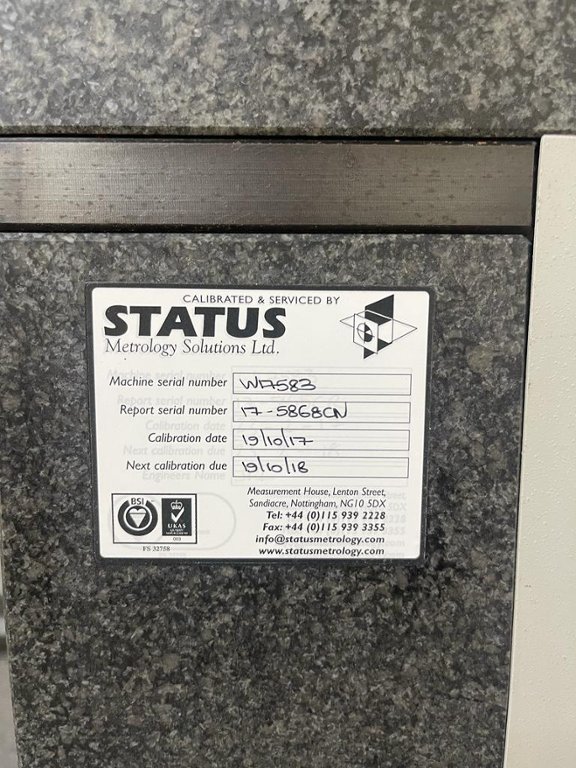 CALIBRATED & SERVICED BY
STATUS
Metrology Solutions Ltd.
Machine serial number W17583
Report serial number 17-5868CN
Calibration date 19/10/17
Next calibration due 19/10/18
Measurement House, Lenton Street,
Sandiacre, Nottingham, NG10 5DX
Tel: +44 (0)115 939 2228
Fax: +44 (0)115 939 3355
info@statusmetrology.com
www.statusmetrology.com
BSI
UKAS
003
FS 32758